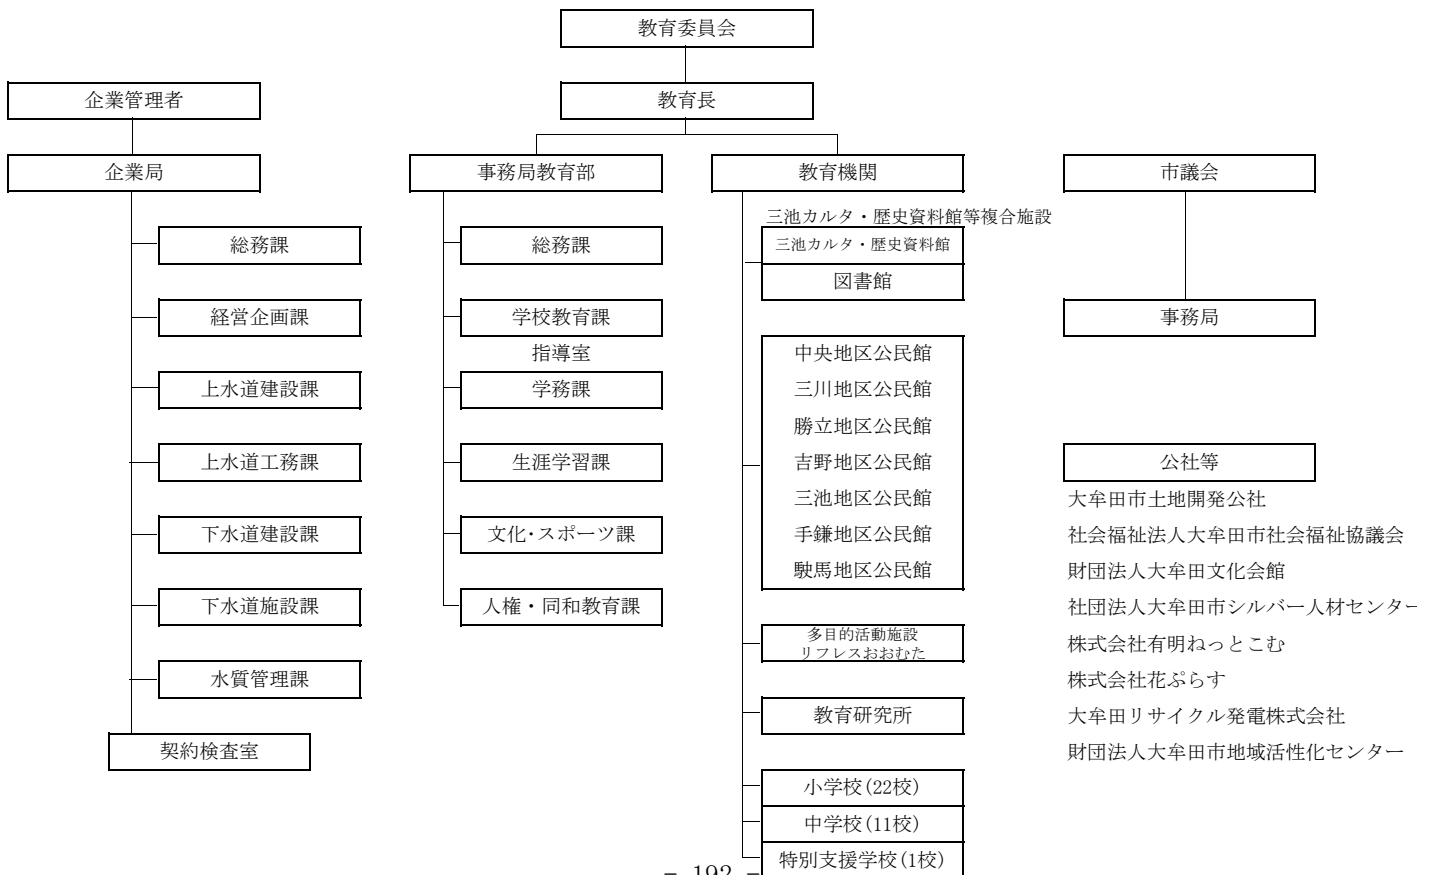 教育委員会
企業管理者
教育長
企業局
事務局教育部
教育機関
市議会
総務課
経営企画課
上水道建設課
上水道工務課
下水道建設課
下水道施設課
水質管理課
契約検査室
総務課
学校教育課
指導室
学務課
生涯学習課
文化・スポーツ課
人権・同和教育課
三池カルタ・歴史資料館等複合施設
三池カルタ・歴史資料館
図書館
中央地区公民館
三川地区公民館
勝立地区公民館
吉野地区公民館
三池地区公民館
手鎌地区公民館
駛馬地区公民館
多目的活動施設
リフレスおおむた
教育研究所
小学校(22校)
中学校(11校)
特別支援学校(1校)
事務局
公社等
大牟田市土地開発公社
社会福祉法人大牟田市社会福祉協議会
財団法人大牟田文化会館
社団法人大牟田市シルバー人材センター
株式会社有明ねっとこむ
株式会社花ぷらす
大牟田リサイクル発電株式会社
財団法人大牟田市地域活性化センター
－ 192 －